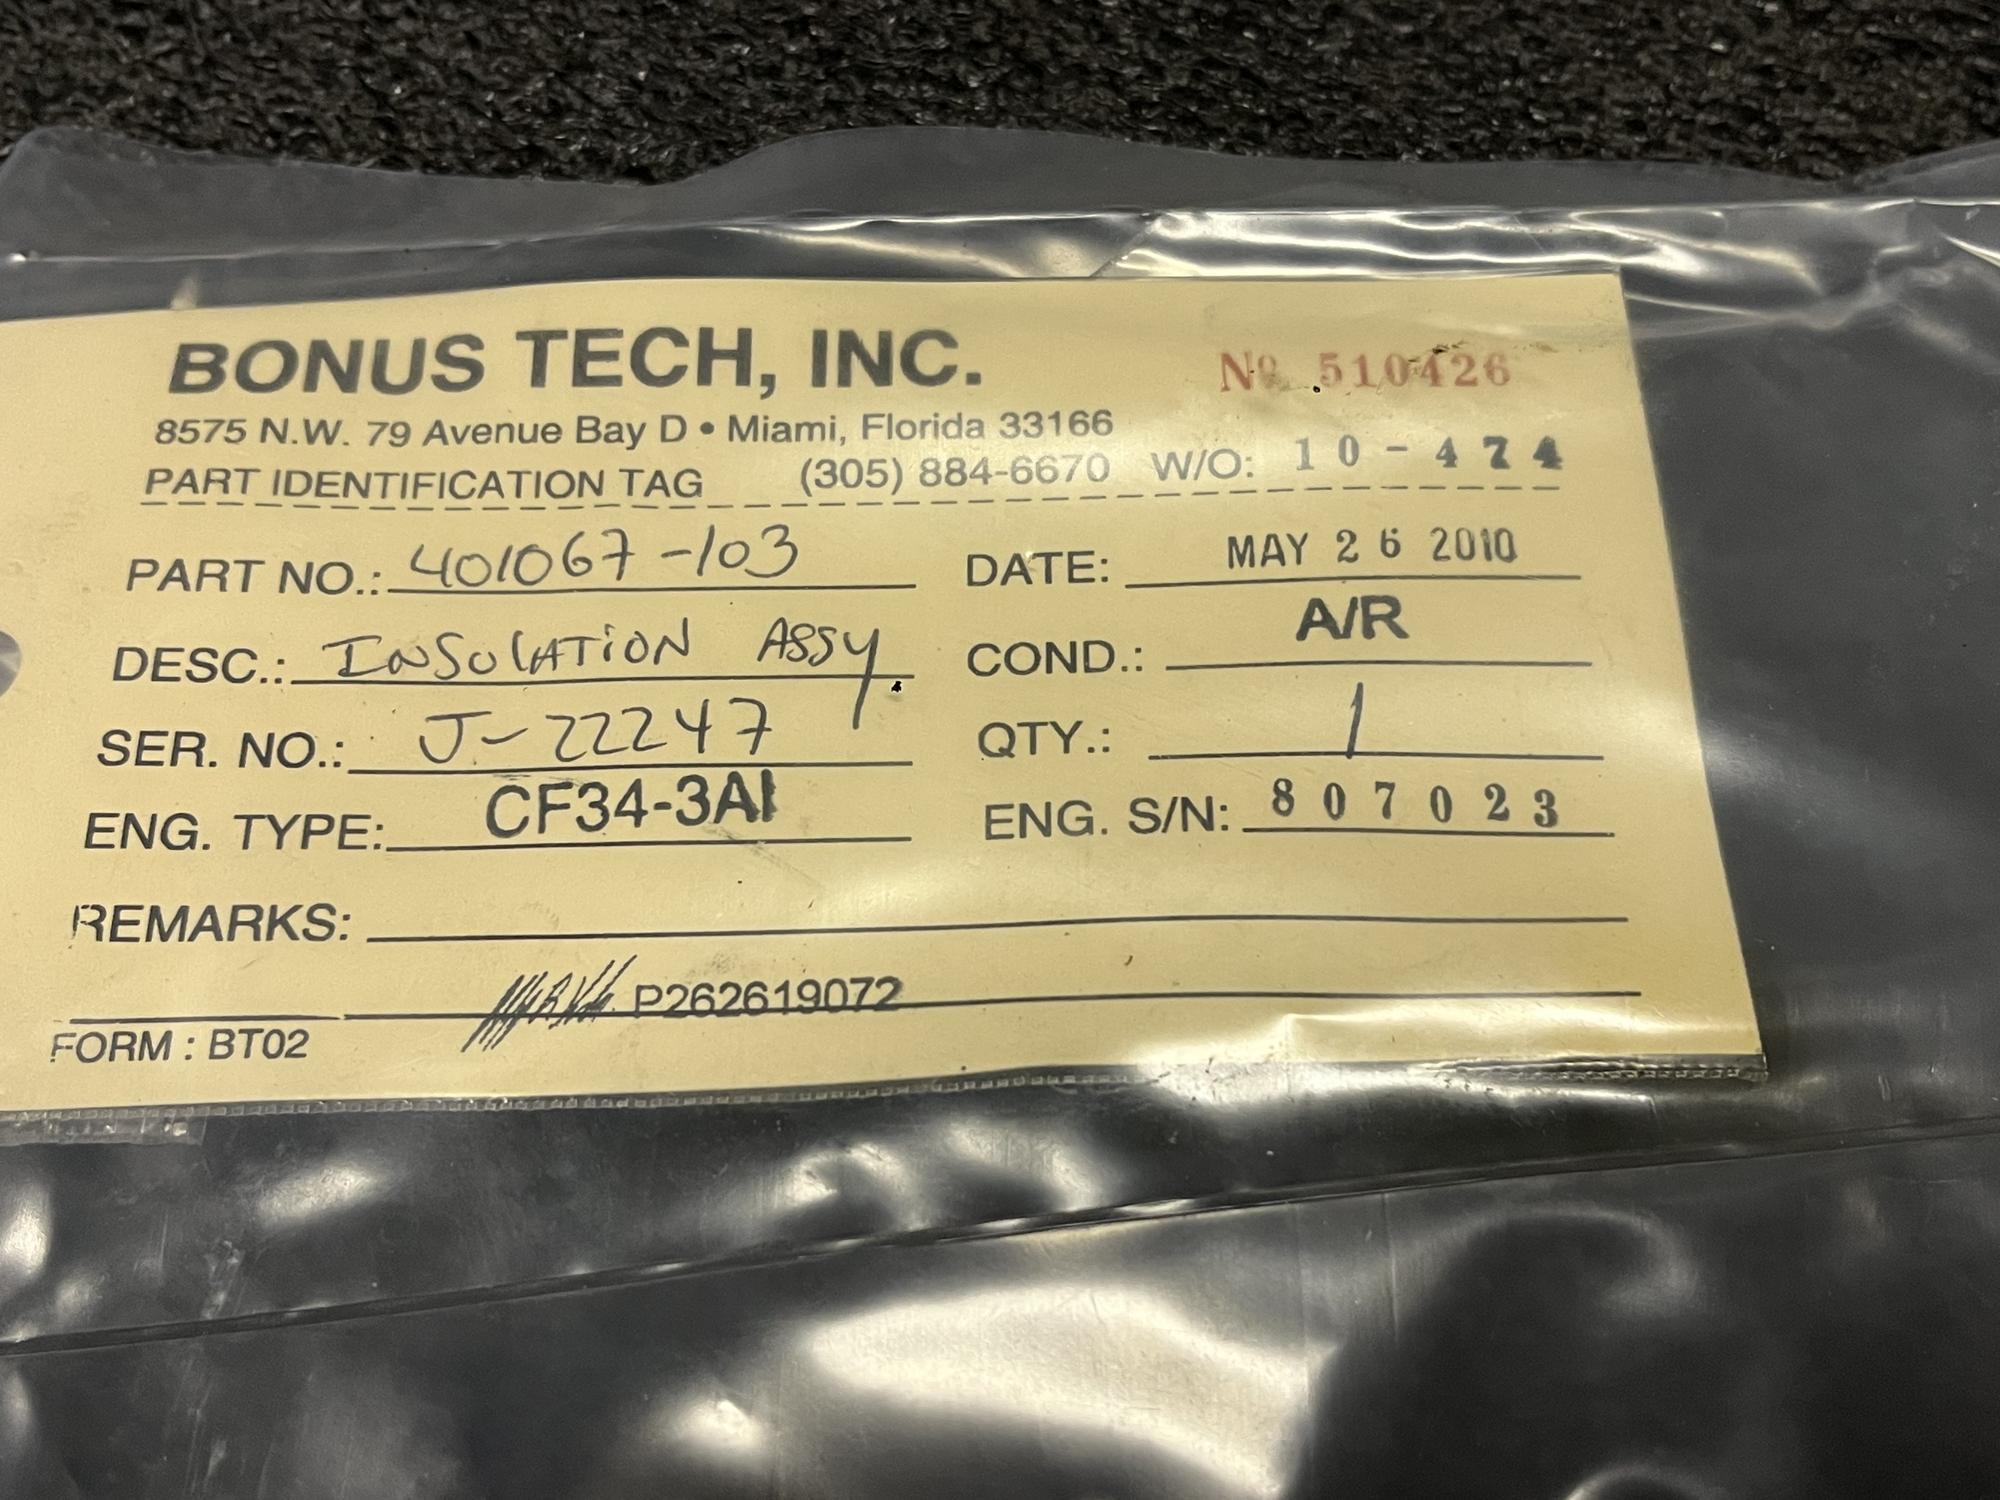 BONUS TECH, INC.
Nº 510426
8575 N.W. 79 Avenue Bay D • Miami, Florida 33166
PART IDENTIFICATION TAG (305) 884-6670 W/O: 10-474
PART NO.: 401067-103 DATE: MAY 26 2010
DESC.: INSULATION ASSY. COND.: A/R
SER. NO.: J-22247 QTY.: 1
ENG. TYPE: CF34-3A1 ENG. S/N: 807023
REMARKS:
P262619072
FORM : BT02